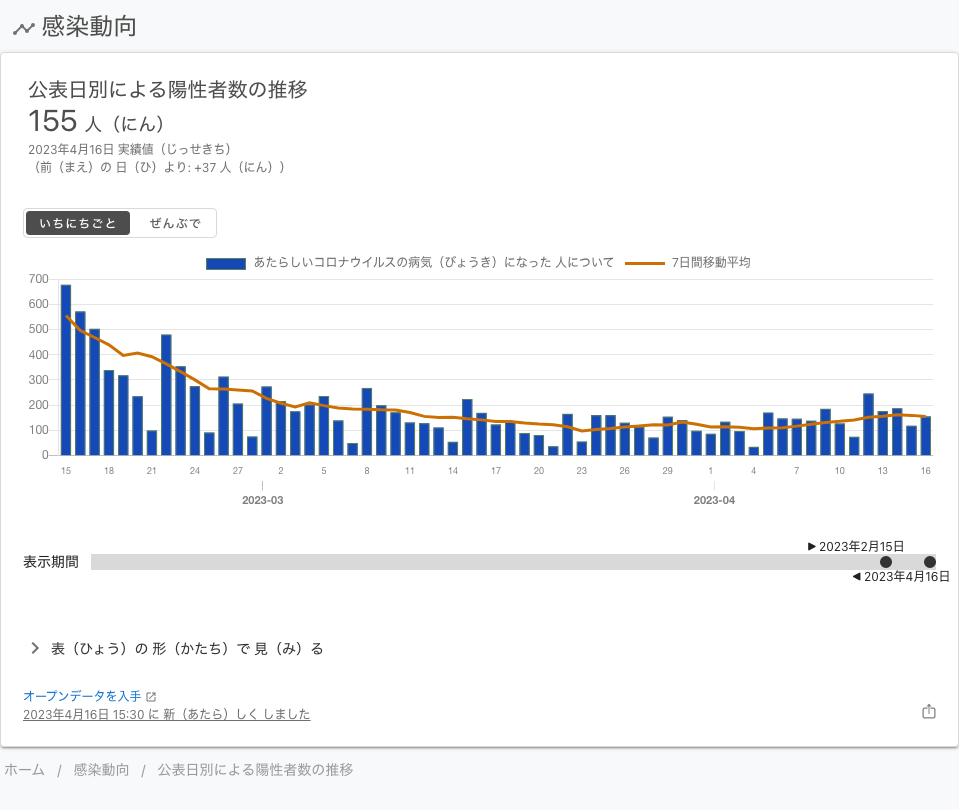 感染動向
公表日別による陽性者数の推移
155 人（にん）
2023年4月16日 実績値（じっせきち）
（前（まえ）の 日（ひ）より: +37 人（にん））
いちにちごと ぜんぶで
あたらしいコロナウイルスの病気（びょうき）になった 人について 7日間移動平均
700
600
500
400
300
200
100
0
15 18 21 24 27 2 5 8 11 14 17 20 23 26 29 1 4 7 10 13 16
2023-03 2023-04
▶ 2023年2月15日
表示期間
◀ 2023年4月16日
表（ひょう）の 形（かたち）で 見（み）る
オープンデータを入手
2023年4月16日 15:30 に 新（あたら）しく しました
ホーム / 感染動向 / 公表日別による陽性者数の推移